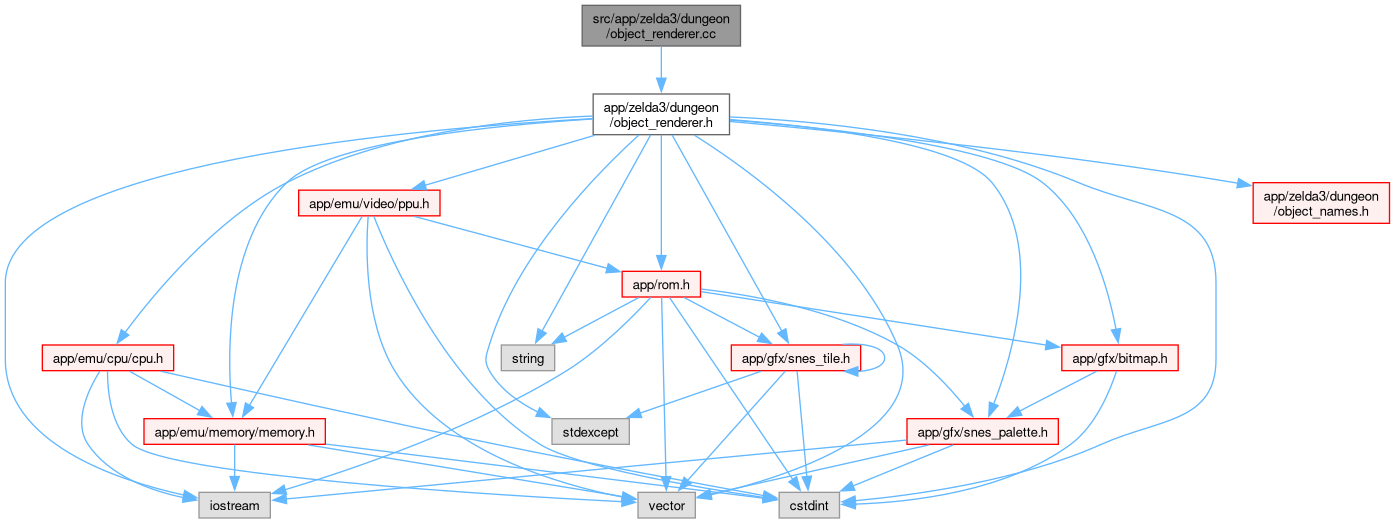 src/app/zelda3/dungeon
/object_renderer.cc
app/zelda3/dungeon
/object_renderer.h
app/emu/video/ppu.h
app/zelda3/dungeon
/object_names.h
app/rom.h
app/emu/cpu/cpu.h
string
app/gfx/snes_tile.h
app/gfx/bitmap.h
app/emu/memory/memory.h
stdexcept
app/gfx/snes_palette.h
iostream
vector
cstdint